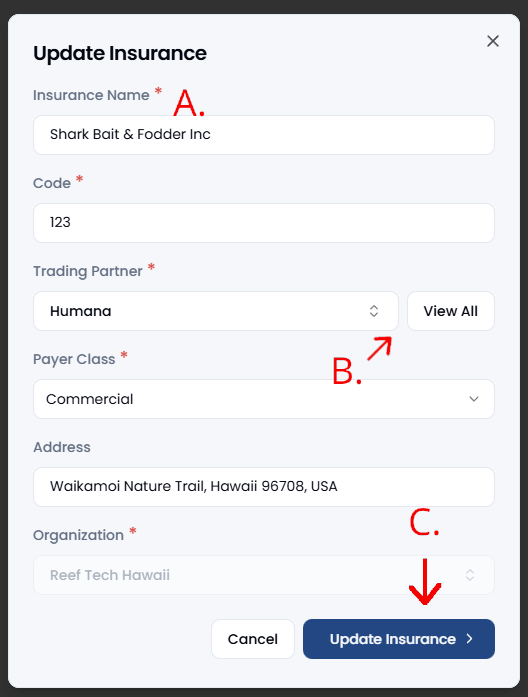 Update Insurance
Insurance Name *
A.
Shark Bait & Fodder Inc
Code *
123
Trading Partner *
Humana
View All
B.
Payer Class *
Commercial
Address
Waikamoi Nature Trail, Hawaii 96708, USA
C.
Organization *
Reef Tech Hawaii
Cancel
Update Insurance